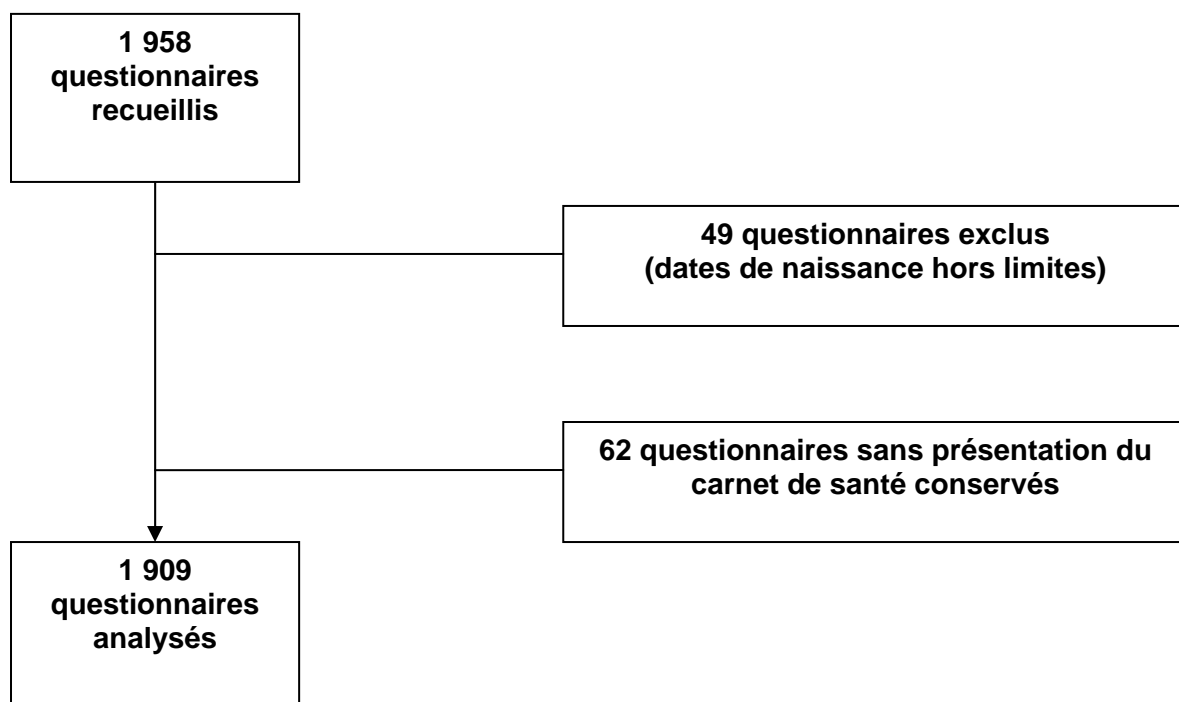 1 958
questionnaires
recueillis
49 questionnaires exclus
(dates de naissance hors limites)
62 questionnaires sans présentation du
carnet de santé conservés
1 909
questionnaires
analysés